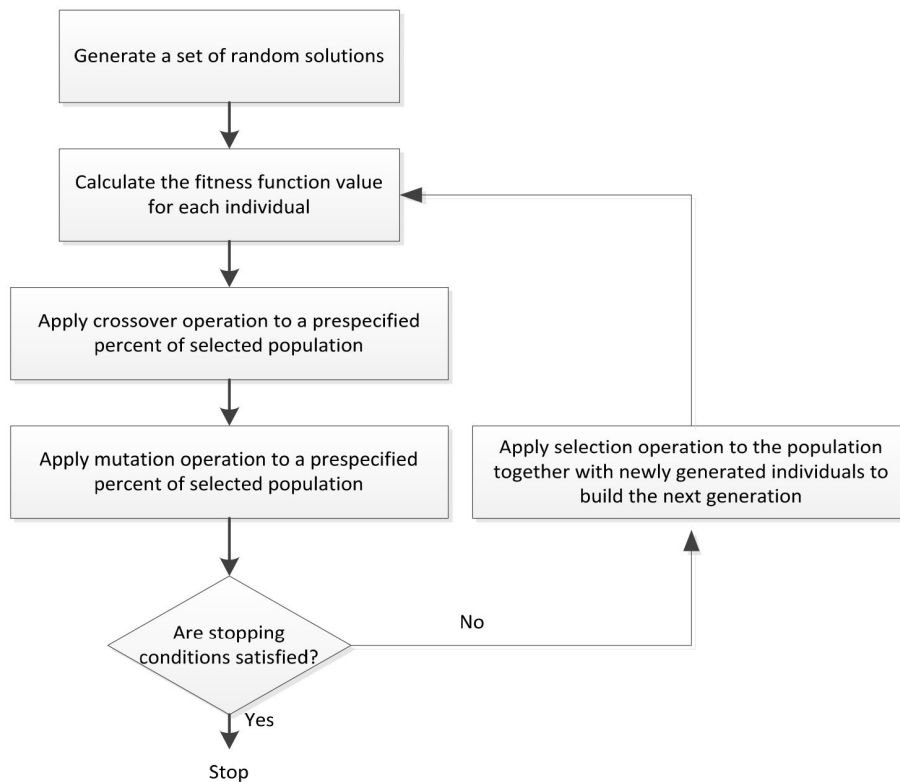 Generate a set of random solutions
Calculate the fitness function value
for each individual
Apply crossover operation to a prespecified
percent of selected population
Apply mutation operation to a prespecified
percent of selected population
Apply selection operation to the population
together with newly generated individuals to
build the next generation
Are stopping
conditions satisfied?
No
Yes
Stop